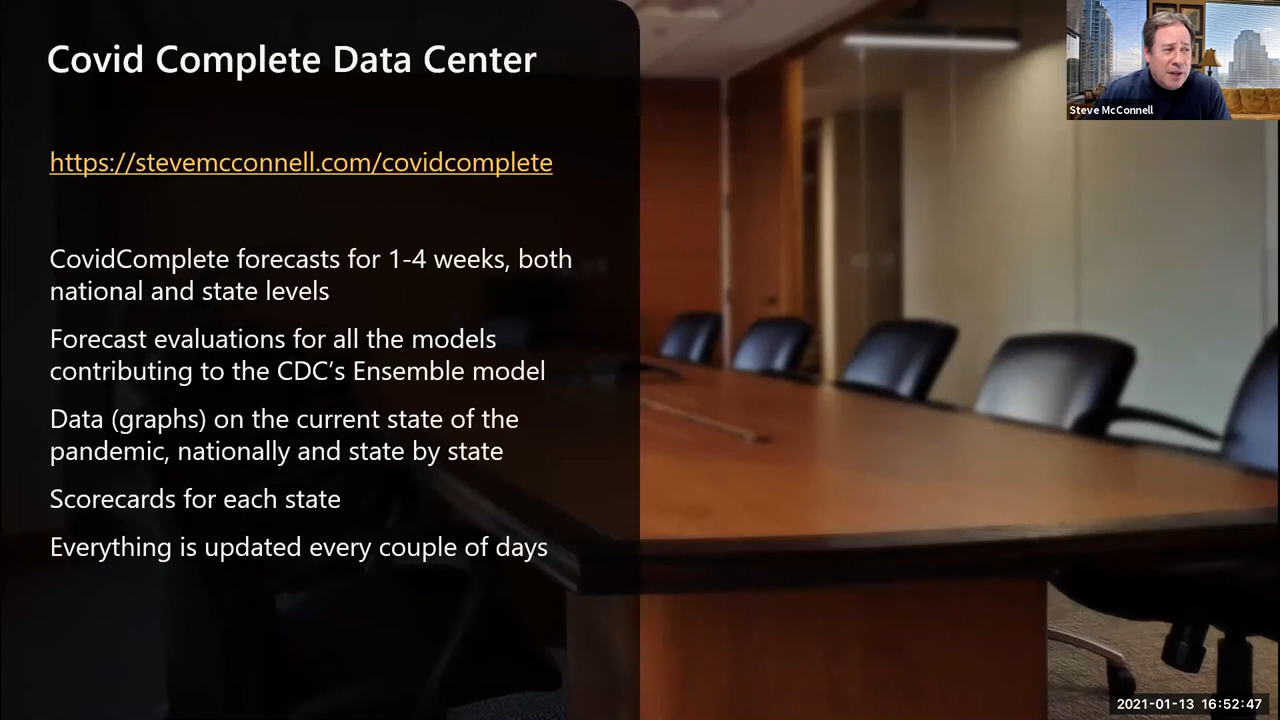 Covid Complete Data Center
https://stevemcconnell.com/covidcomplete
CovidComplete forecasts for 1-4 weeks, both
national and state levels
Forecast evaluations for all the models
contributing to the CDC’s Ensemble model
Data (graphs) on the current state of the
pandemic, nationally and state by state
Scorecards for each state
Everything is updated every couple of days
Steve McConnell
2021-01-13 16:52:47